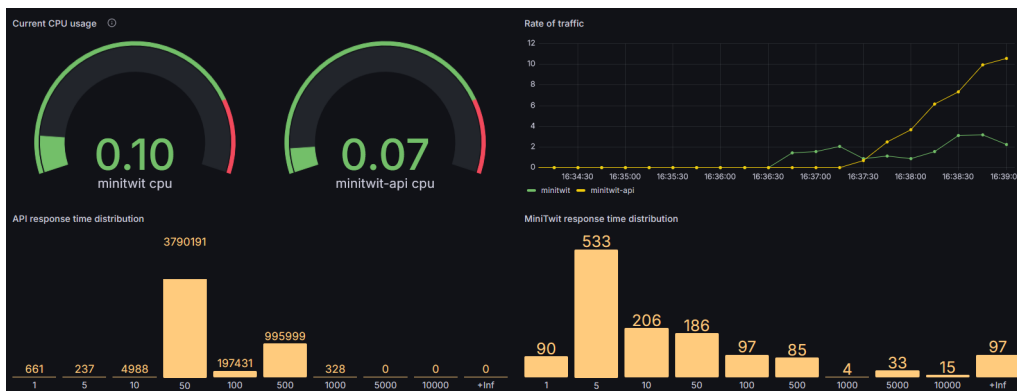 Current CPU usage
0.10
minitwit cpu
0.07
minitwit-api cpu
Rate of traffic
12
10
8
6
4
2
0
16:34:30 16:35:00 16:35:30 16:36:00 16:36:30 16:37:00 16:37:30 16:38:00 16:38:30 16:39:0
minitwit minitwit-api
API response time distribution
661 237 4988 3790191 197431 995999 328 0 0 0
1 5 10 50 100 500 1000 5000 10000 +Inf
MiniTwit response time distribution
90 533 206 186 97 85 4 33 15 97
1 5 10 50 100 500 1000 5000 10000 +Inf